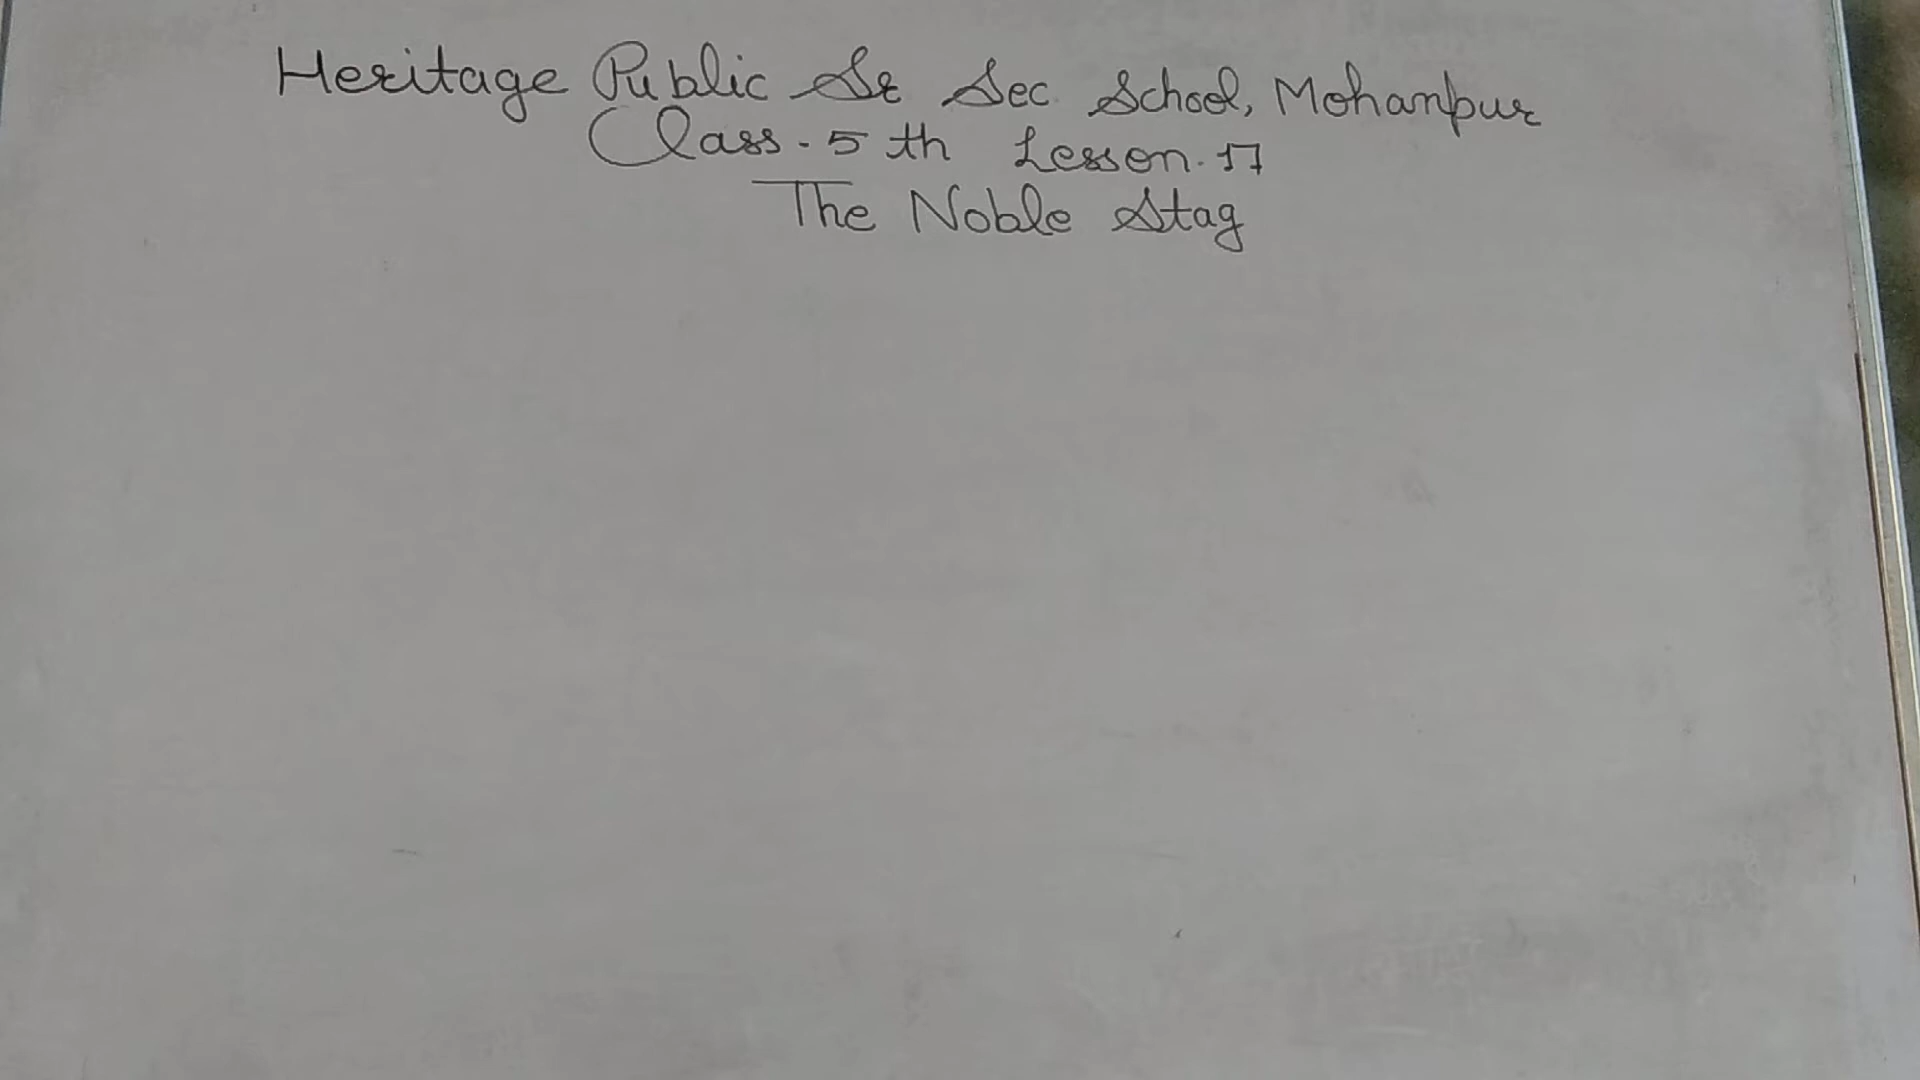 Heritage Public Sr Sec School, Mohanpur
Class. 5 th Lesson. 17
The Noble Stag